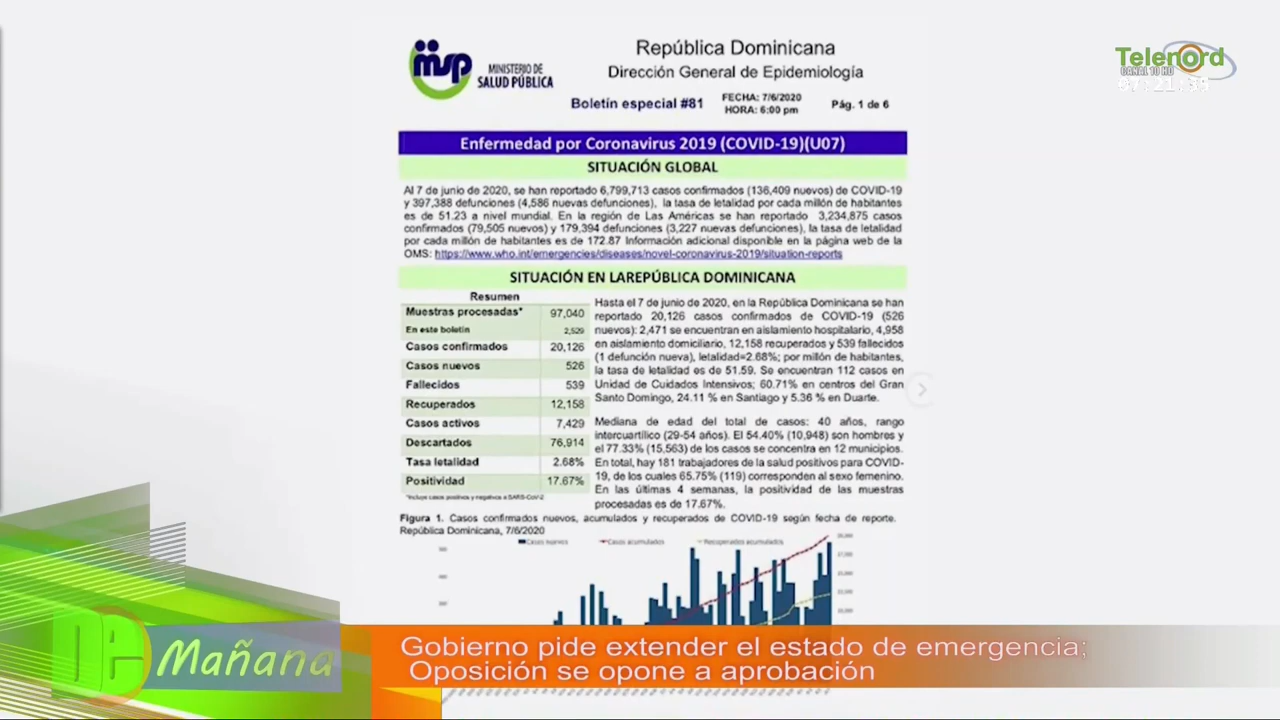 msp
MINISTERIO DE
SALUD PÚBLICA
República Dominicana
Dirección General de Epidemiología
Boletín especial #81
FECHA: 7/6/2020
HORA: 6:00 pm
Pág. 1 de 6
Telenord
CANAL 10 HD
Enfermedad por Coronavirus 2019 (COVID-19)(U07)
SITUACIÓN GLOBAL
Al 7 de junio de 2020, se han reportado 6,799,713 casos confirmados (136,409 nuevos) de COVID-19
y 397,388 defunciones (4,586 nuevas defunciones), la tasa de letalidad por cada millón de habitantes
es de 51.23 a nivel mundial. En la región de Las Américas se han reportado 3,234,875 casos
confirmados (79,505 nuevos) y 179,394 defunciones (3,227 nuevas defunciones), la tasa de letalidad
por cada millón de habitantes es de 172.87 Información adicional disponible en la página web de la
OMS: https://www.who.int/emergencies/diseases/novel-coronavirus-2019/situation-reports
SITUACIÓN EN LAREPÚBLICA DOMINICANA
Resumen
Muestras procesadas* 97,040
En este boletín 2,529
Casos confirmados 20,126
Casos nuevos 526
Fallecidos 539
Recuperados 12,158
Casos activos 7,429
Descartados 76,914
Tasa letalidad 2.68%
Positividad 17.67%
*Incluye casos positivos y negativos a SARS-CoV-2
Hasta el 7 de junio de 2020, en la República Dominicana se han
reportado 20,126 casos confirmados de COVID-19 (526
nuevos): 2,471 se encuentran en aislamiento hospitalario, 4,958
en aislamiento domiciliario, 12,158 recuperados y 539 fallecidos
(1 defunción nueva), letalidad=2.68%; por millón de habitantes,
la tasa de letalidad es de 51.59. Se encuentran 112 casos en
Unidad de Cuidados Intensivos; 60.71% en centros del Gran
Santo Domingo, 24.11 % en Santiago y 5.36 % en Duarte.
Mediana de edad del total de casos: 40 años, rango
intercuartílico (29-54 años). El 54.40% (10,948) son hombres y
el 77.33% (15,563) de los casos se concentra en 12 municipios.
En total, hay 181 trabajadores de la salud positivos para COVID-
19, de los cuales 65.75% (119) corresponden al sexo femenino.
En las últimas 4 semanas, la positividad de las muestras
procesadas es de 17.67%.
Figura 1. Casos confirmados nuevos, acumulados y recuperados de COVID-19 según fecha de reporte.
República Dominicana, 7/6/2020
Casos nuevos Casos acumulados Recuperados acumulados
De
Mañana
Gobierno pide extender el estado de emergencia;
Oposición se opone a aprobación